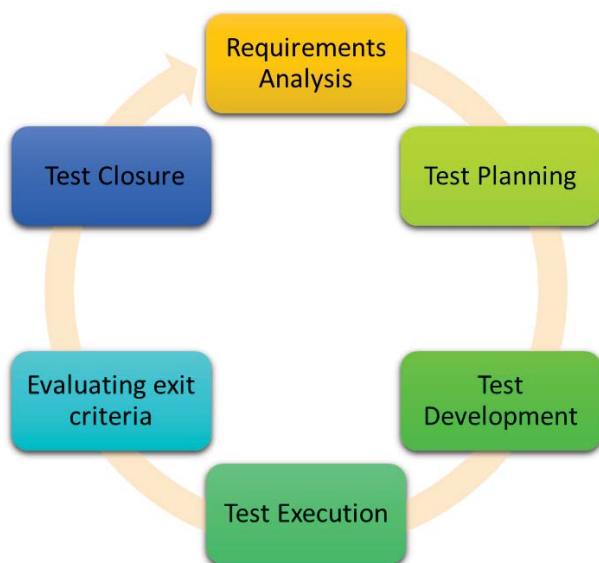 Requirements
Analysis
Test Planning
Test
Development
Test Execution
Evaluating exit
criteria
Test Closure